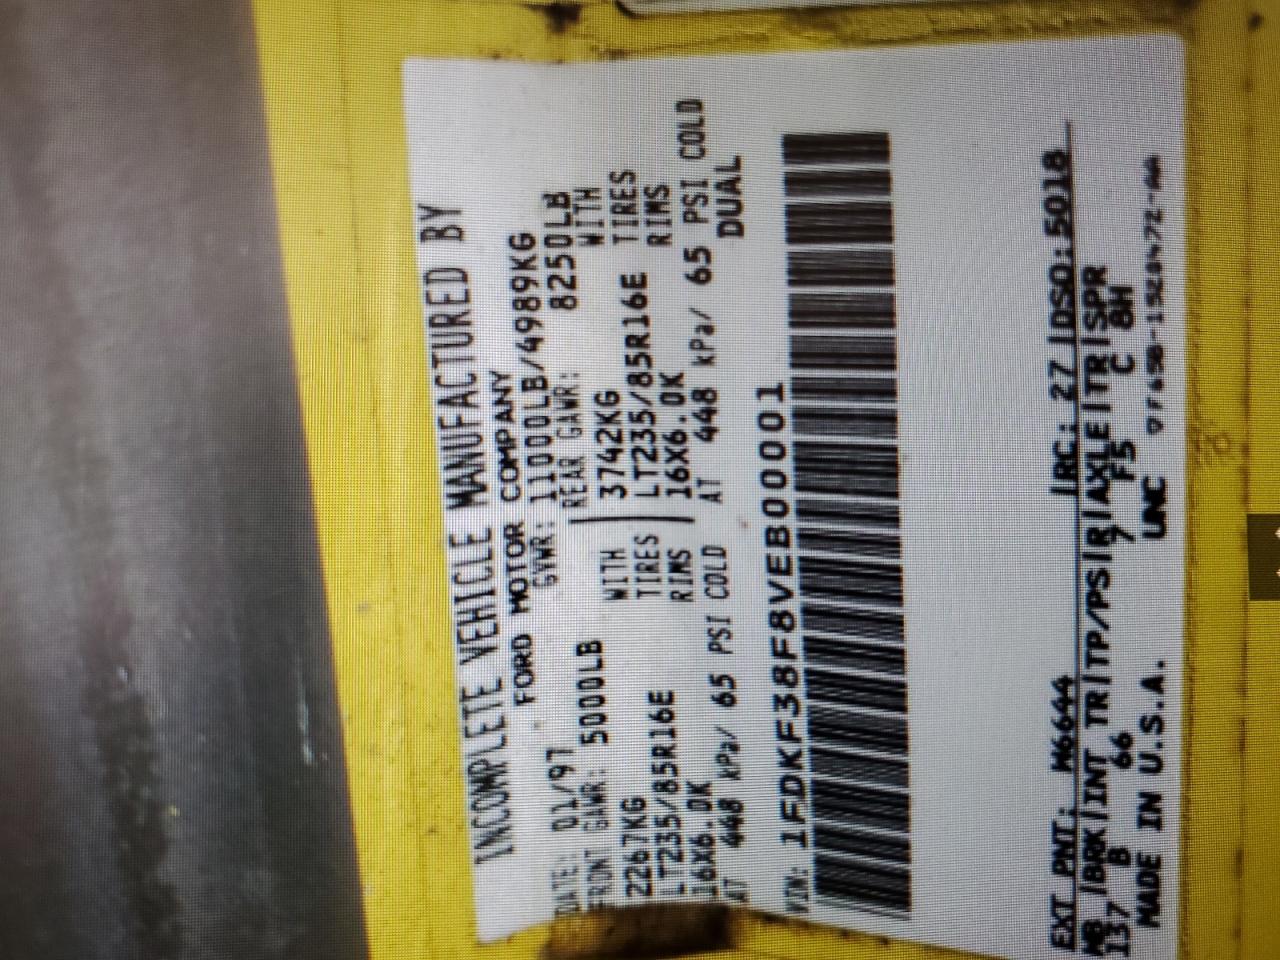 INCOMPLETE VEHICLE MANUFACTURED BY
FORD MOTOR COMPANY
DATE: 01/97 GVWR: 11000LB/4989KG
FRONT GAWR: 5000LB REAR GAWR: 8250LB
2267KG WITH 3742KG WITH
LT235/85R16E TIRES LT235/85R16E TIRES
16X6.0K RIMS 16X6.0K RIMS
AT 448 kPa/ 65 PSI COLD AT 448 kPa/ 65 PSI COLD
DUAL
VIN: 1FDKF38F8VEB00001
EXT PNT: M6644 RC: 27 DSO: 5018
WB BRK INT TR TP/PS R AXLE TR SPR
137 B 66 7 F5 C 8H
MADE IN U.S.A. UNC